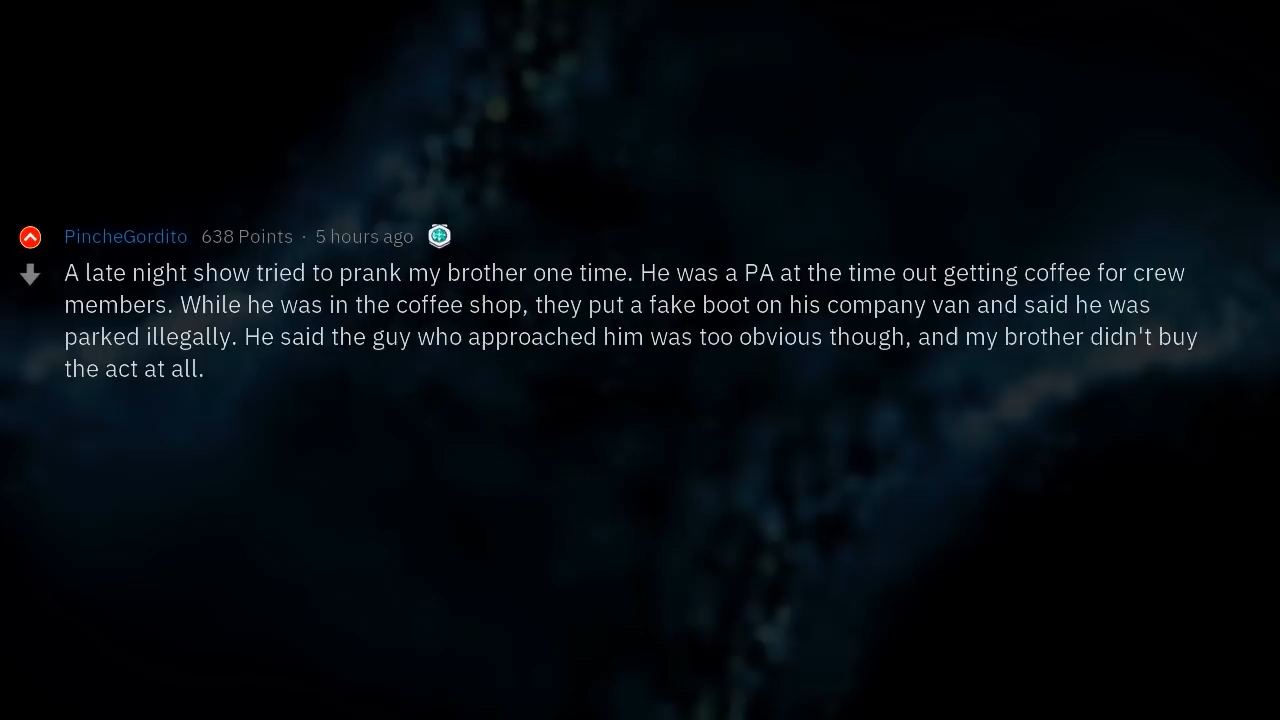 PincheGordito 638 Points · 5 hours ago
A late night show tried to prank my brother one time. He was a PA at the time out getting coffee for crew
members. While he was in the coffee shop, they put a fake boot on his company van and said he was
parked illegally. He said the guy who approached him was too obvious though, and my brother didn't buy
the act at all.